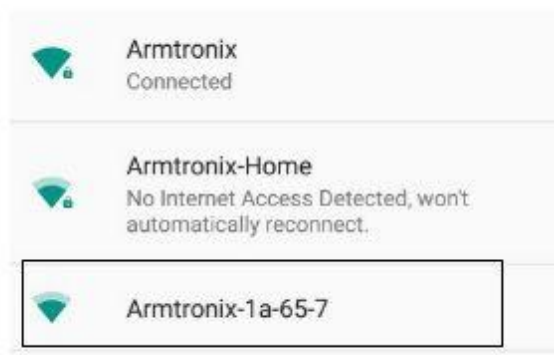 Armtronix
Connected
Armtronix-Home
No Internet Access Detected, won't
automatically reconnect.
Armtronix-1a-65-7